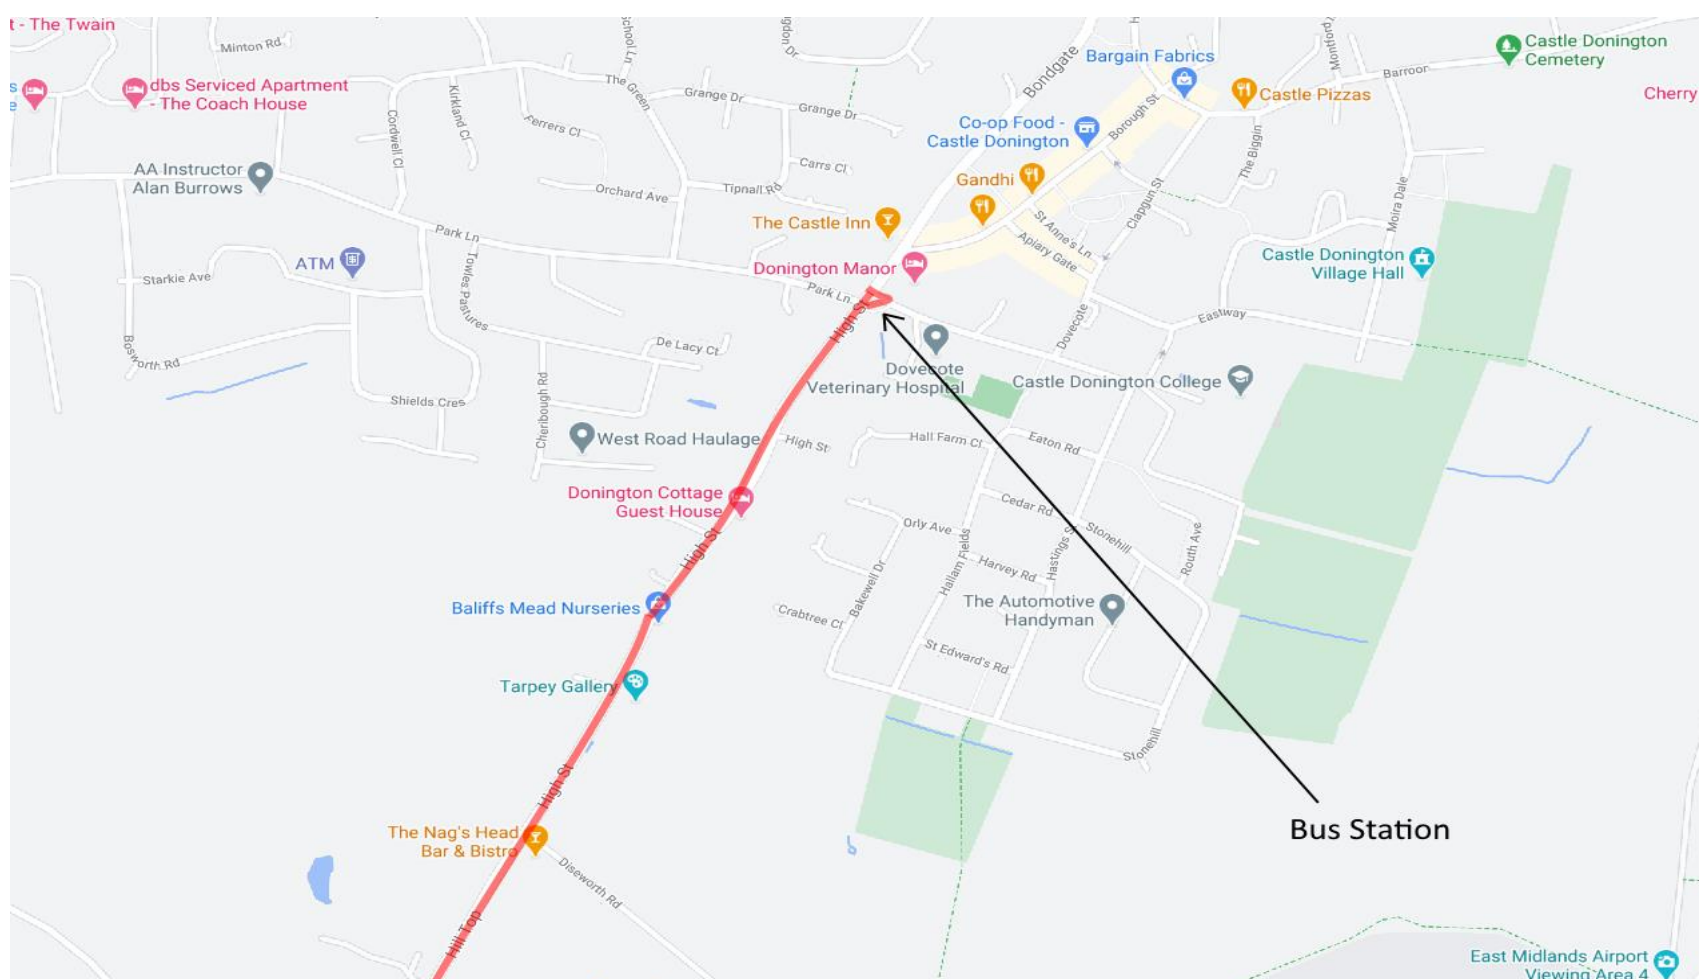 t - The Twain
Minton Rd
School Ln
gdon Dr
Bondgate
Bargain Fabrics
Montford
Castle Donington
Cemetery
Barroon
s
e
dbs Serviced Apartment
- The Coach House
The Green
Kirkland Cl
Grange Dr
Grange Dr
Castle Pizzas
Cherry
Cordwell Cl
Ferrers Cl
Co-op Food -
Castle Donington
Borough St
The Biggin
AA Instructor
Alan Burrows
Carrs Cl
Orchard Ave
Tipnall Rd
Gandhi
Clapgun St
Moira Dale
The Castle Inn
St Anne's Ln
Apiary Gate
Park Ln
ATM
Starkie Ave
Towles Pastures
Donington Manor
Castle Donington
Village Hall
Park Ln
High St
Eastway
Dovecote
Bosworth Rd
De Lacy Ct
Dovecote
Veterinary Hospital
Castle Donington College
Shields Cres
Cheribough Rd
West Road Haulage
High St
Hall Farm Cl
Eaton Rd
Donington Cottage
Guest House
Cedar Rd
Orly Ave
Stonehill
Routh Ave
High St
Hallam Fields
Harvey Rd
Hastings St
Bakewell Dr
Baliffs Mead Nurseries
Crabtree Cl
The Automotive
Handyman
St Edward's Rd
Tarpey Gallery
Stonehill
High St
Bus Station
The Nag's Head
Bar & Bistro
Diseworth Rd
Hill Top
East Midlands Airport
Viewing Area 4